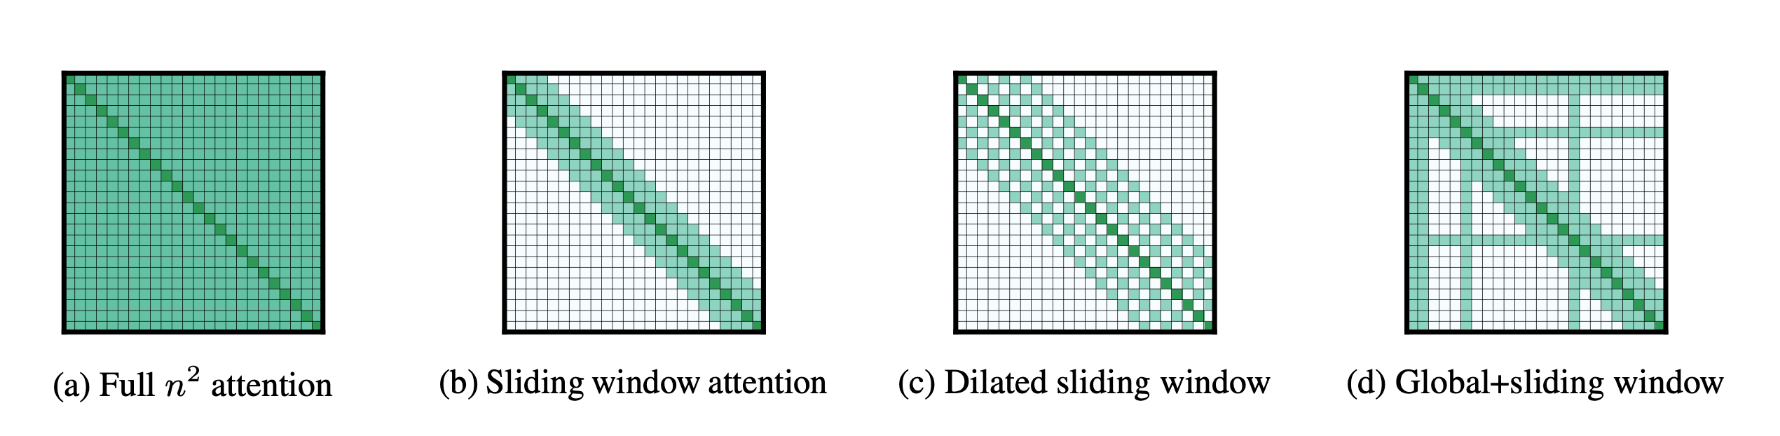 (a) Full n² attention
(b) Sliding window attention
(c) Dilated sliding window
(d) Global+sliding window